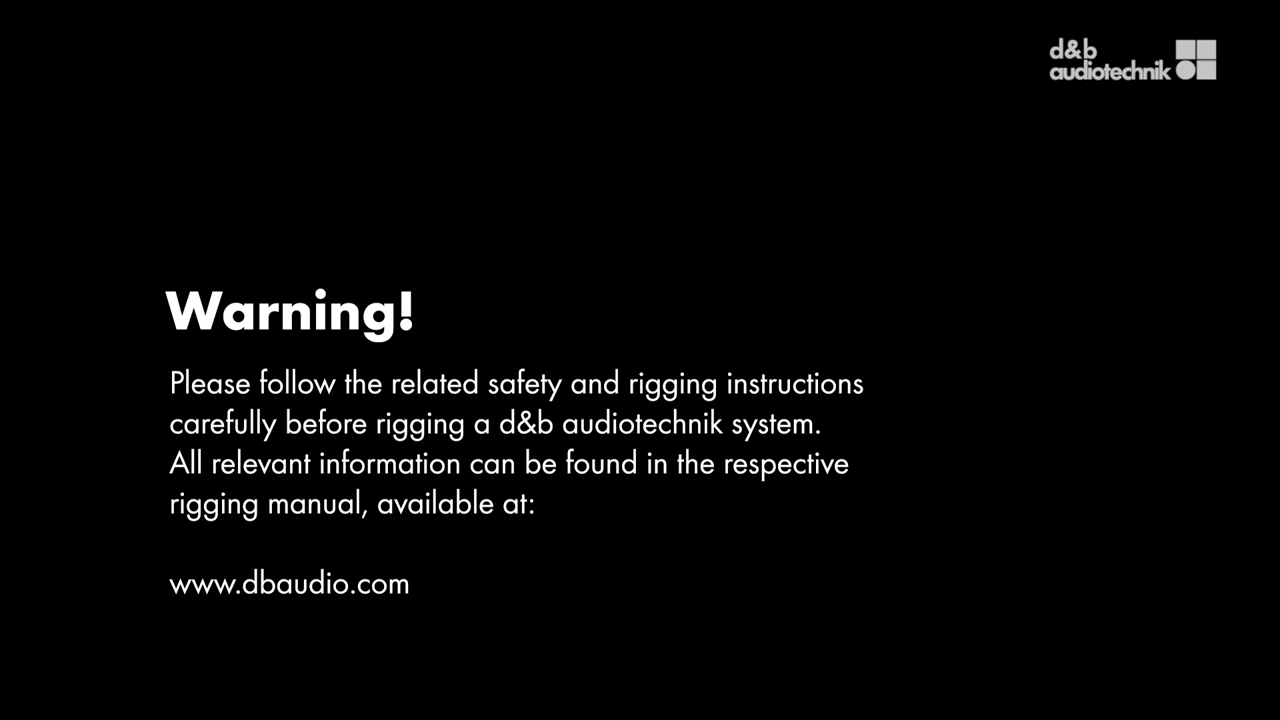 d&b
audiotechnik
Warning!
Please follow the related safety and rigging instructions
carefully before rigging a d&b audiotechnik system.
All relevant information can be found in the respective
rigging manual, available at:
www.dbaudio.com